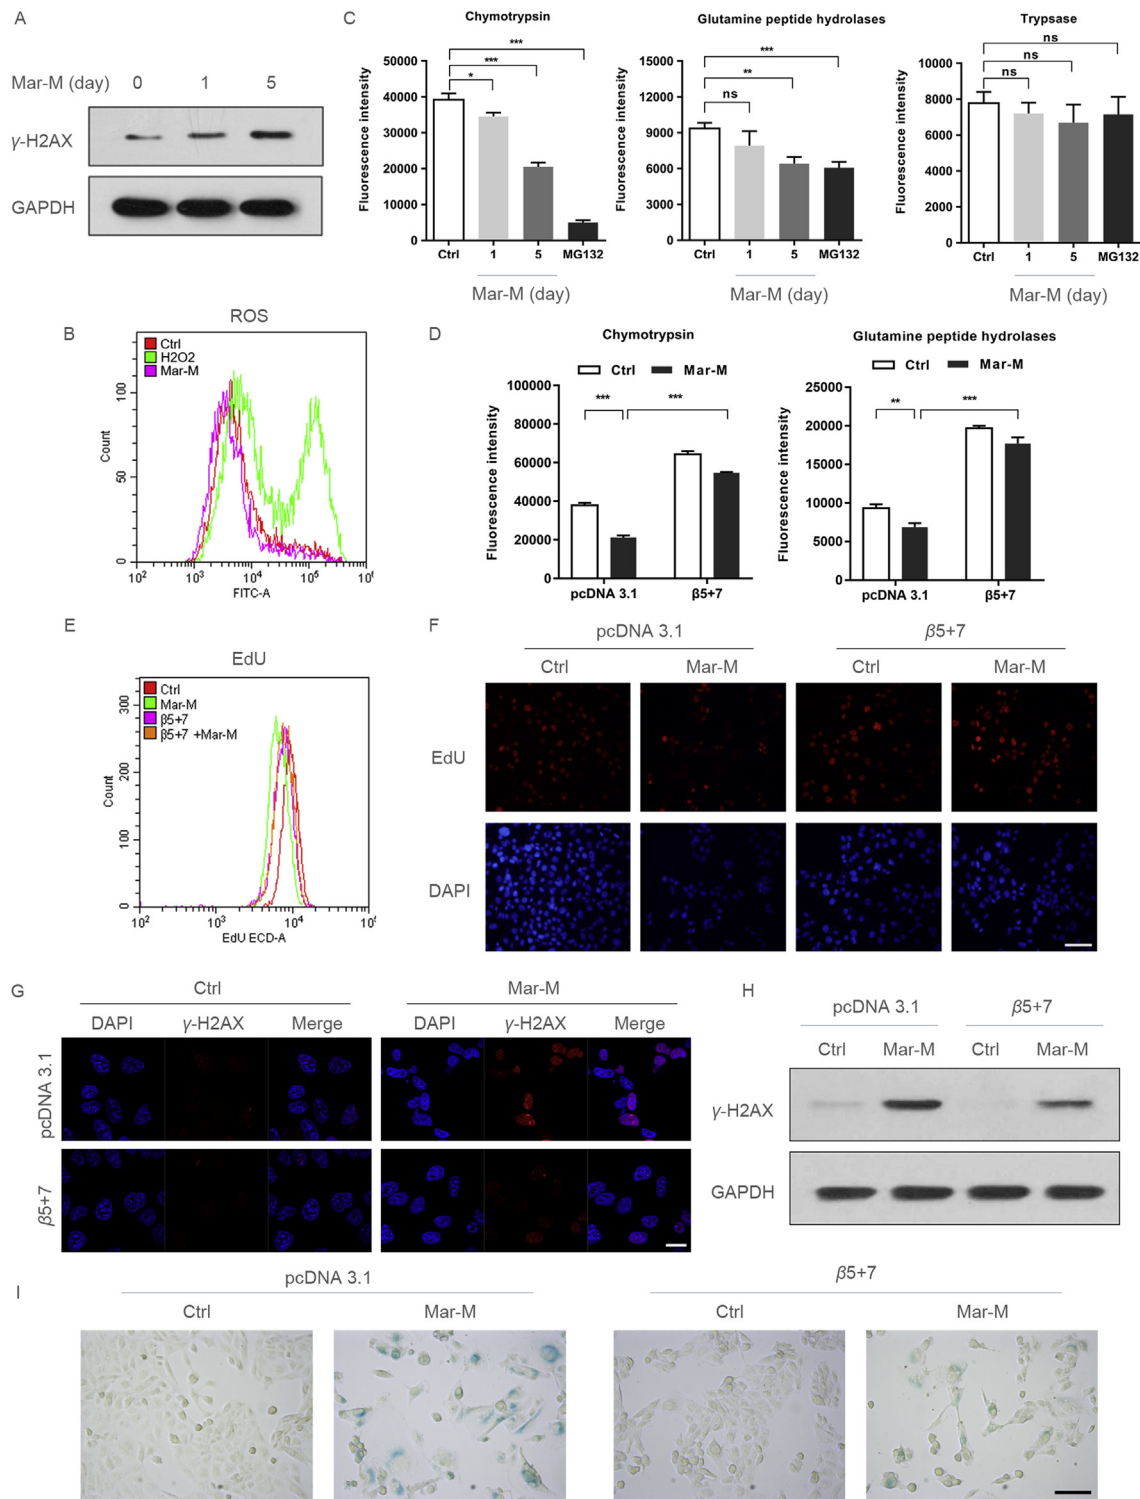 A
Mar-M (day) 0 1 5
γ-H2AX
GAPDH
C
Chymotrypsin
Fluorescence intensity
50000
40000
30000
20000
10000
0
***
***
*
Ctrl 1 5 MG132
Mar-M (day)
Glutamine peptide hydrolases
Fluorescence intensity
15000
12000
9000
6000
3000
0
***
**
ns
Ctrl 1 5 MG132
Mar-M (day)
Trypsase
Fluorescence intensity
10000
8000
6000
4000
2000
0
ns
ns
ns
Ctrl 1 5 MG132
Mar-M (day)
B
ROS
Ctrl
H2O2
Mar-M
Count
100
50
0
10² 10³ 10⁴ 10⁵ 10⁶
FITC-A
D
Chymotrypsin
Ctrl Mar-M
Fluorescence intensity
100000
80000
60000
40000
20000
0
*** ***
pcDNA 3.1 β5+7
Glutamine peptide hydrolases
Ctrl Mar-M
Fluorescence intensity
25000
20000
15000
10000
5000
0
** ***
pcDNA 3.1 β5+7
E
EdU
Ctrl
Mar-M
β5+7
β5+7 +Mar-M
Count
300
200
100
0
10² 10³ 10⁴
EdU ECD-A
F
pcDNA 3.1 β5+7
Ctrl Mar-M Ctrl Mar-M
EdU
DAPI
G
Ctrl Mar-M
DAPI γ-H2AX Merge DAPI γ-H2AX Merge
pcDNA 3.1
β5+7
H
pcDNA 3.1 β5+7
Ctrl Mar-M Ctrl Mar-M
γ-H2AX
GAPDH
I
pcDNA 3.1 β5+7
Ctrl Mar-M Ctrl Mar-M